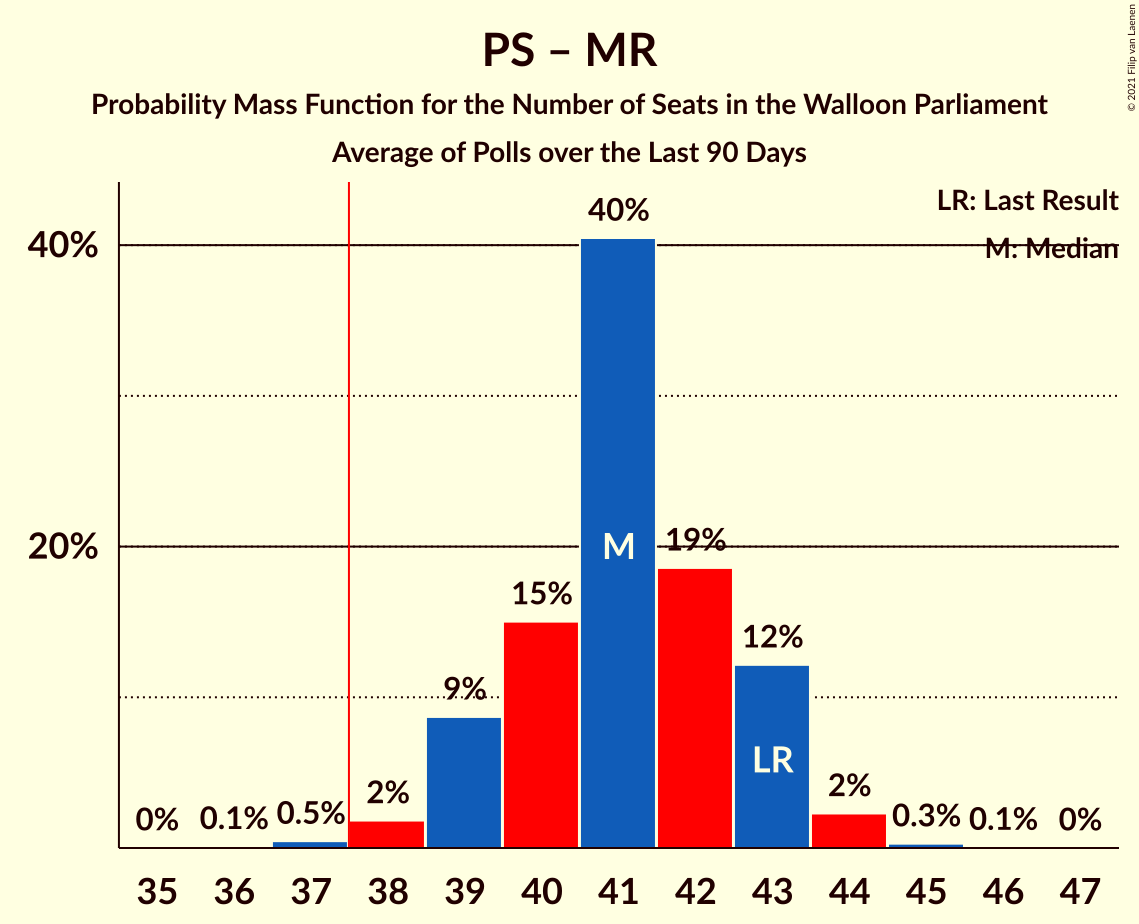 PS – MR
Probability Mass Function for the Number of Seats in the Walloon Parliament
Average of Polls over the Last 90 Days
© 2021 Filip van Laenen
LR: Last Result
M: Median
40%
20%
0%
0.1%
0.5%
2%
9%
15%
40%
19%
12%
2%
0.3%
0.1%
0%
M
LR
35 36 37 38 39 40 41 42 43 44 45 46 47